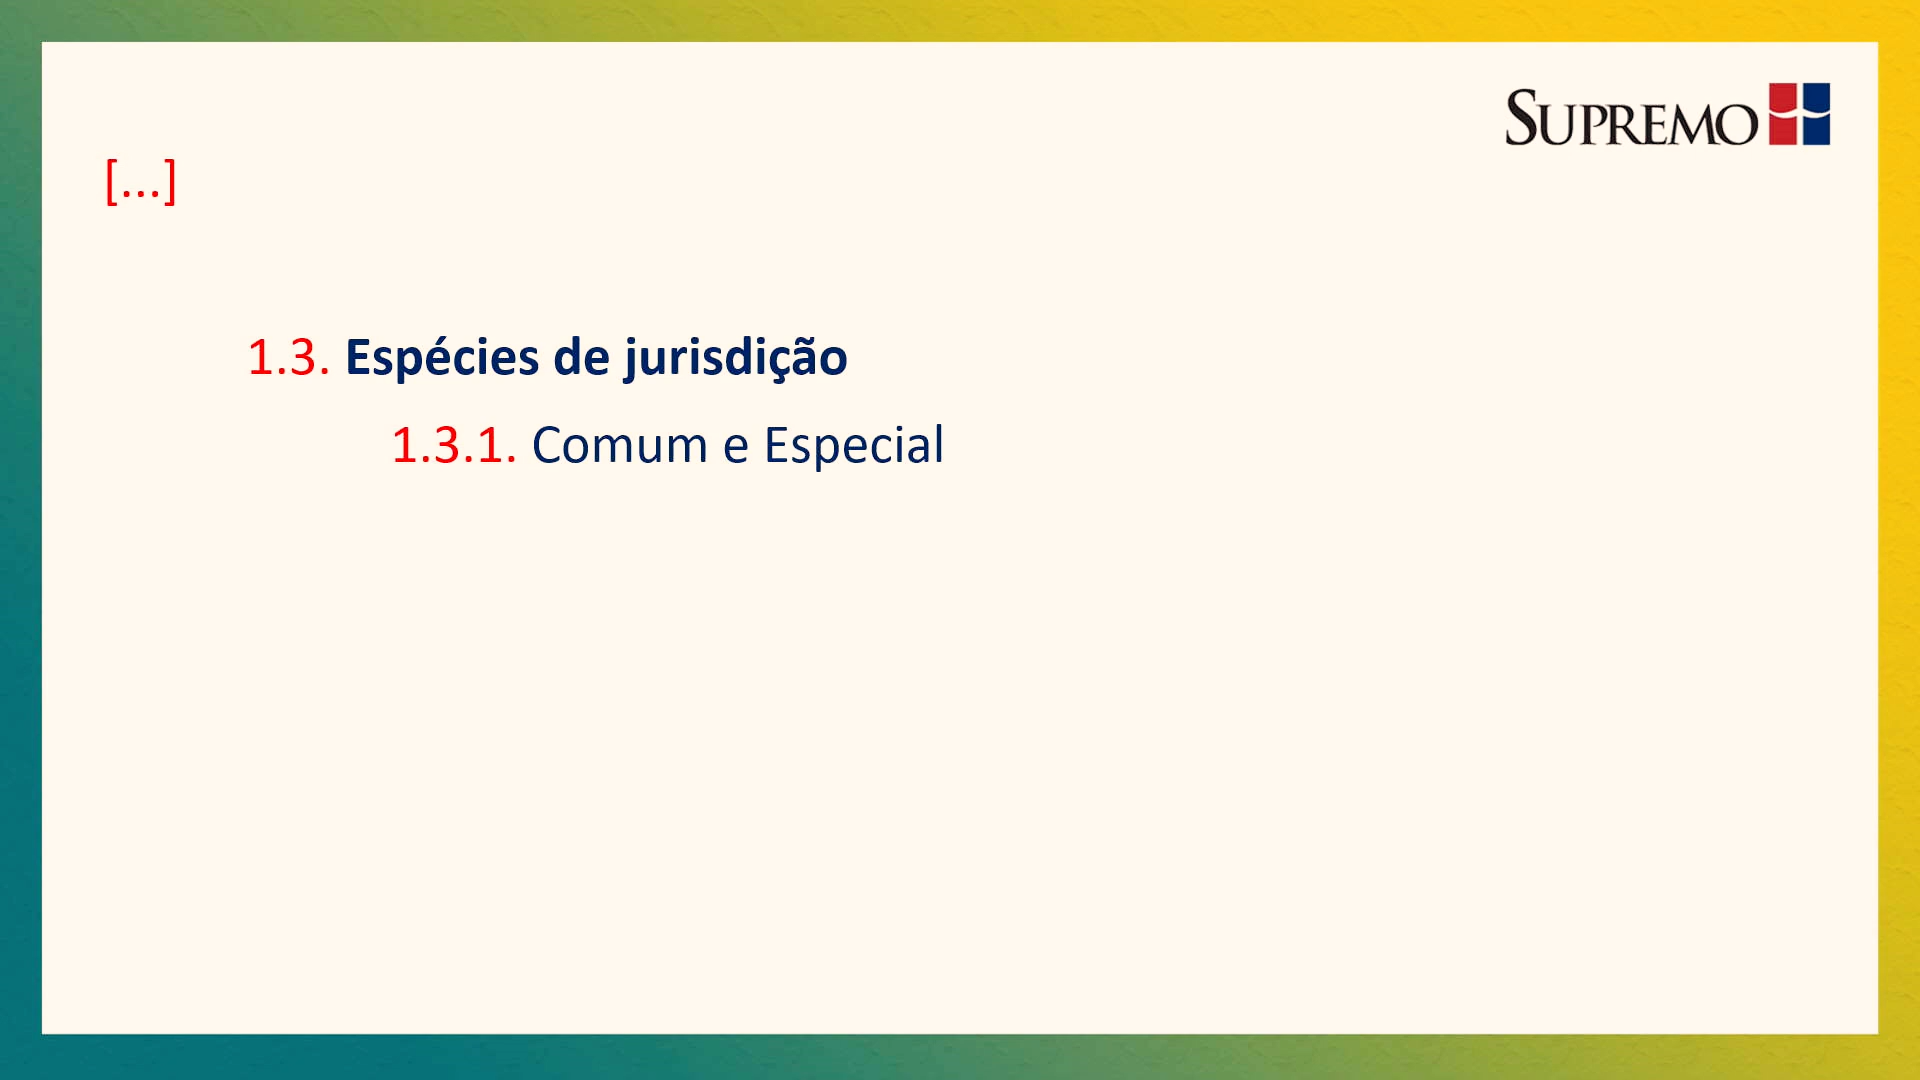 SUPREMO
[...]
1.3. Espécies de jurisdição
1.3.1. Comum e Especial